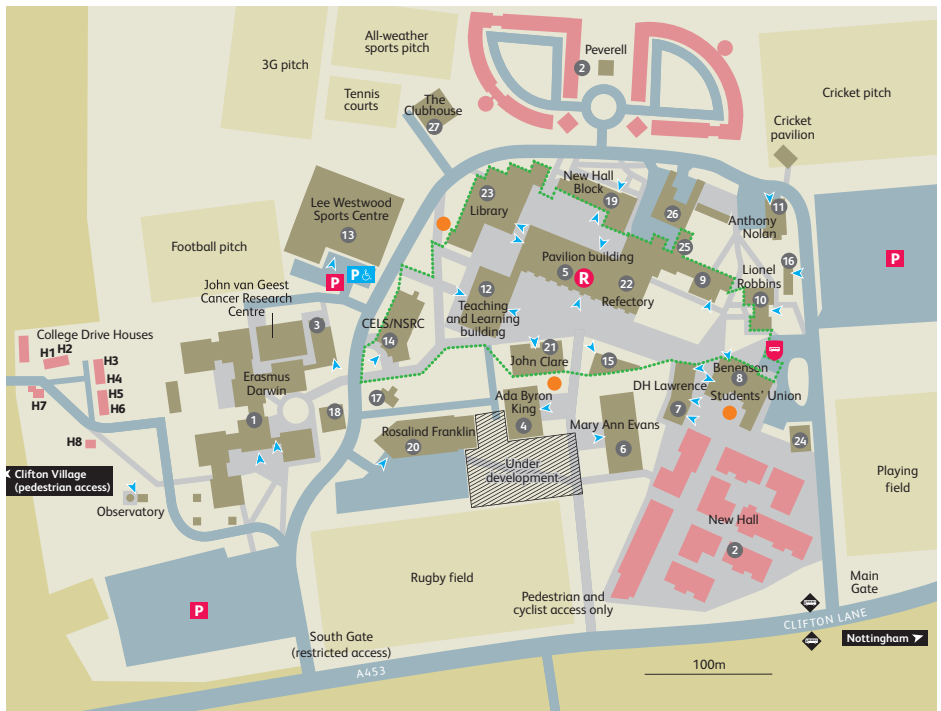 All-weather
sports pitch
3G pitch
Tennis
courts
The
Clubhouse
27
Peverell
2
Cricket pitch
Cricket
pavilion
Lee Westwood
Sports Centre
13
P
P
Football pitch
23
Library
New Hall
Block
19
26
25
11
Anthony
Nolan
16
P
Pavilion building
5
R
22
Refectory
9
Lionel
Robbins
10
12
Teaching
and Learning
building
John van Geest
Cancer Research
Centre
3
CELS/NSRC
14
21
John Clare
15
College Drive Houses
H1
H2
H3
H4
H5
H6
H7
H8
Erasmus
Darwin
1
18
17
Rosalind Franklin
20
Ada Byron
King
4
Mary Ann Evans
6
DH Lawrence
7
Benenson
8
Students' Union
24
Clifton Village
(pedestrian access)
Observatory
Under
development
Playing
field
New Hall
2
Rugby field
P
Pedestrian and
cyclist access only
Main
Gate
South Gate
(restricted access)
CLIFTON LANE
Nottingham
A453
100m